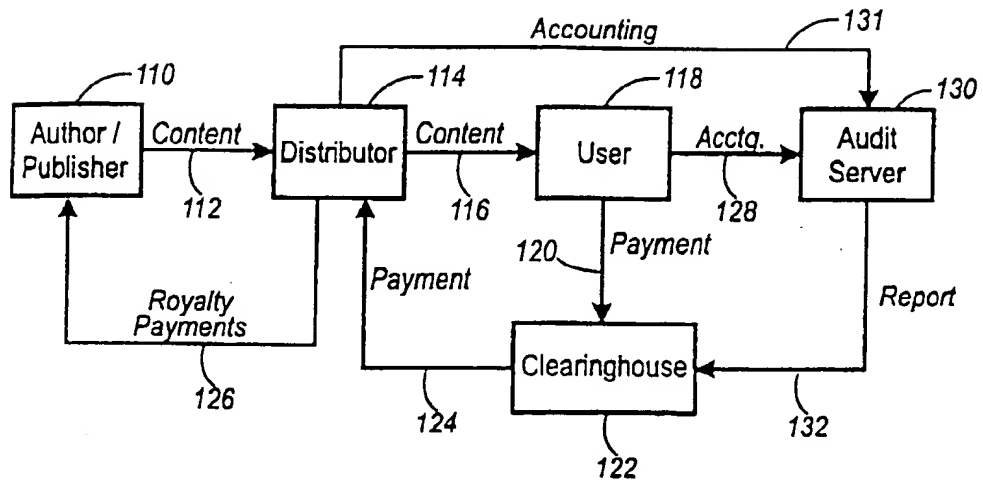 Accounting
131
110
114
118
130
Author /
Publisher
Content
Distributor
Content
User
Acctg.
Audit
Server
112
116
128
120
Payment
Payment
Report
Royalty
Payments
Clearinghouse
126
124
132
122